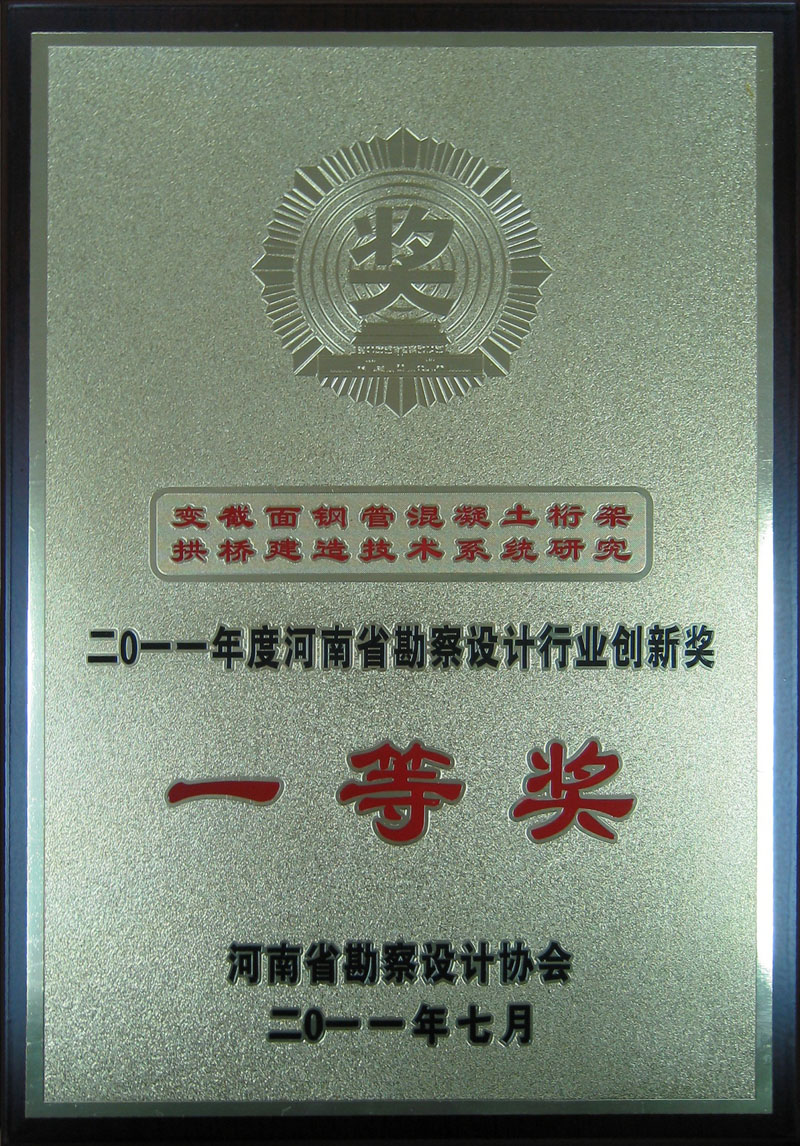 奖
变截面钢管混凝土桁架
拱桥建造技术系统研究
二0一一年度河南省勘察设计行业创新奖
一等奖
河南省勘察设计协会
二0一一年七月